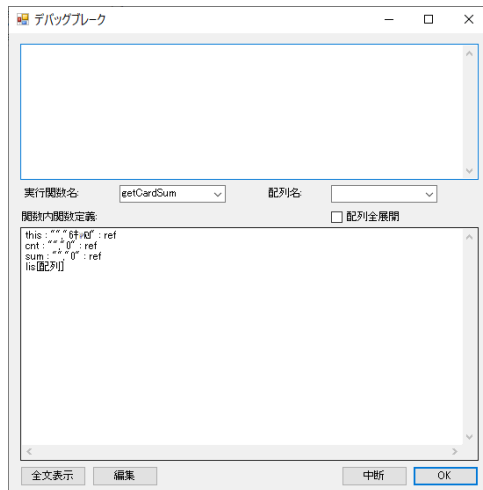 デバッグブレーク
実行関数名:
getCardSum
配列名:
関数内関数定義:
配列全展開
cnt : "","0" : ref
sum : "","0" : ref
lis[配列]
全文表示
編集
中断
OK